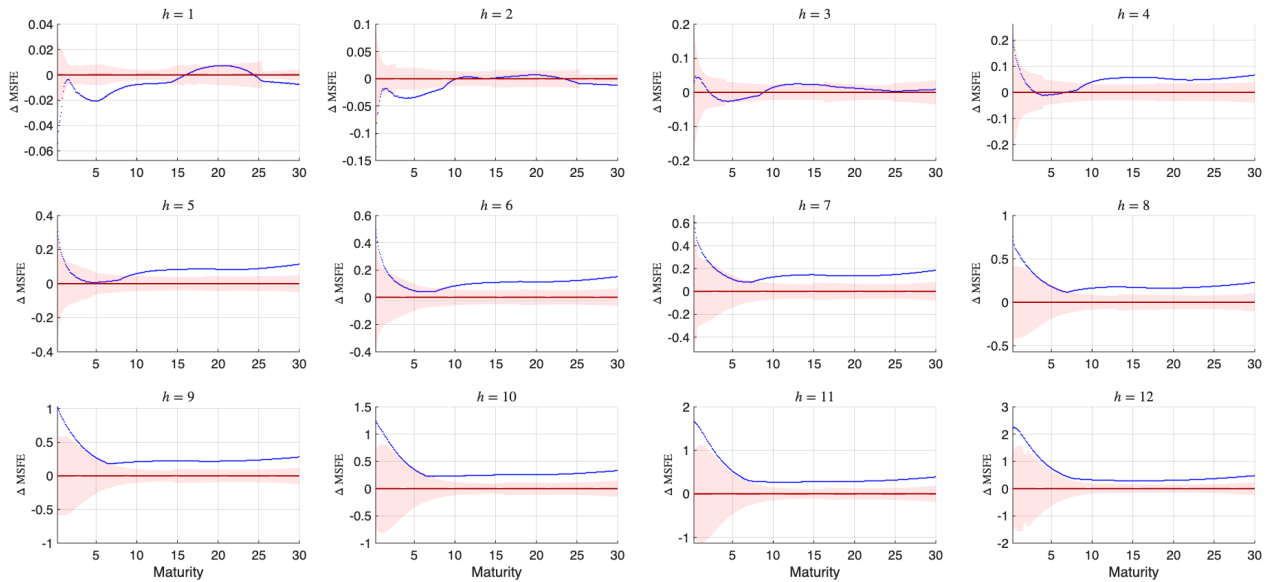 h = 1
h = 2
h = 3
h = 4
0.04
0.02
0
-0.02
-0.04
-0.06
Δ MSFE
5 10 15 20 25 30
0.1
0.05
0
-0.05
-0.1
-0.15
Δ MSFE
5 10 15 20 25 30
0.2
0.1
0
-0.1
-0.2
Δ MSFE
5 10 15 20 25 30
0.2
0.1
0
-0.1
-0.2
Δ MSFE
5 10 15 20 25 30
h = 5
h = 6
h = 7
h = 8
0.4
0.2
0
-0.2
-0.4
Δ MSFE
5 10 15 20 25 30
0.6
0.4
0.2
0
-0.2
-0.4
Δ MSFE
5 10 15 20 25 30
0.6
0.4
0.2
0
-0.2
-0.4
Δ MSFE
5 10 15 20 25 30
1
0.5
0
-0.5
Δ MSFE
5 10 15 20 25 30
h = 9
h = 10
h = 11
h = 12
1
0.5
0
-0.5
-1
Δ MSFE
5 10 15 20 25 30
Maturity
1.5
1
0.5
0
-0.5
-1
Δ MSFE
5 10 15 20 25 30
Maturity
2
1
0
-1
Δ MSFE
5 10 15 20 25 30
Maturity
3
2
1
0
-1
-2
Δ MSFE
5 10 15 20 25 30
Maturity